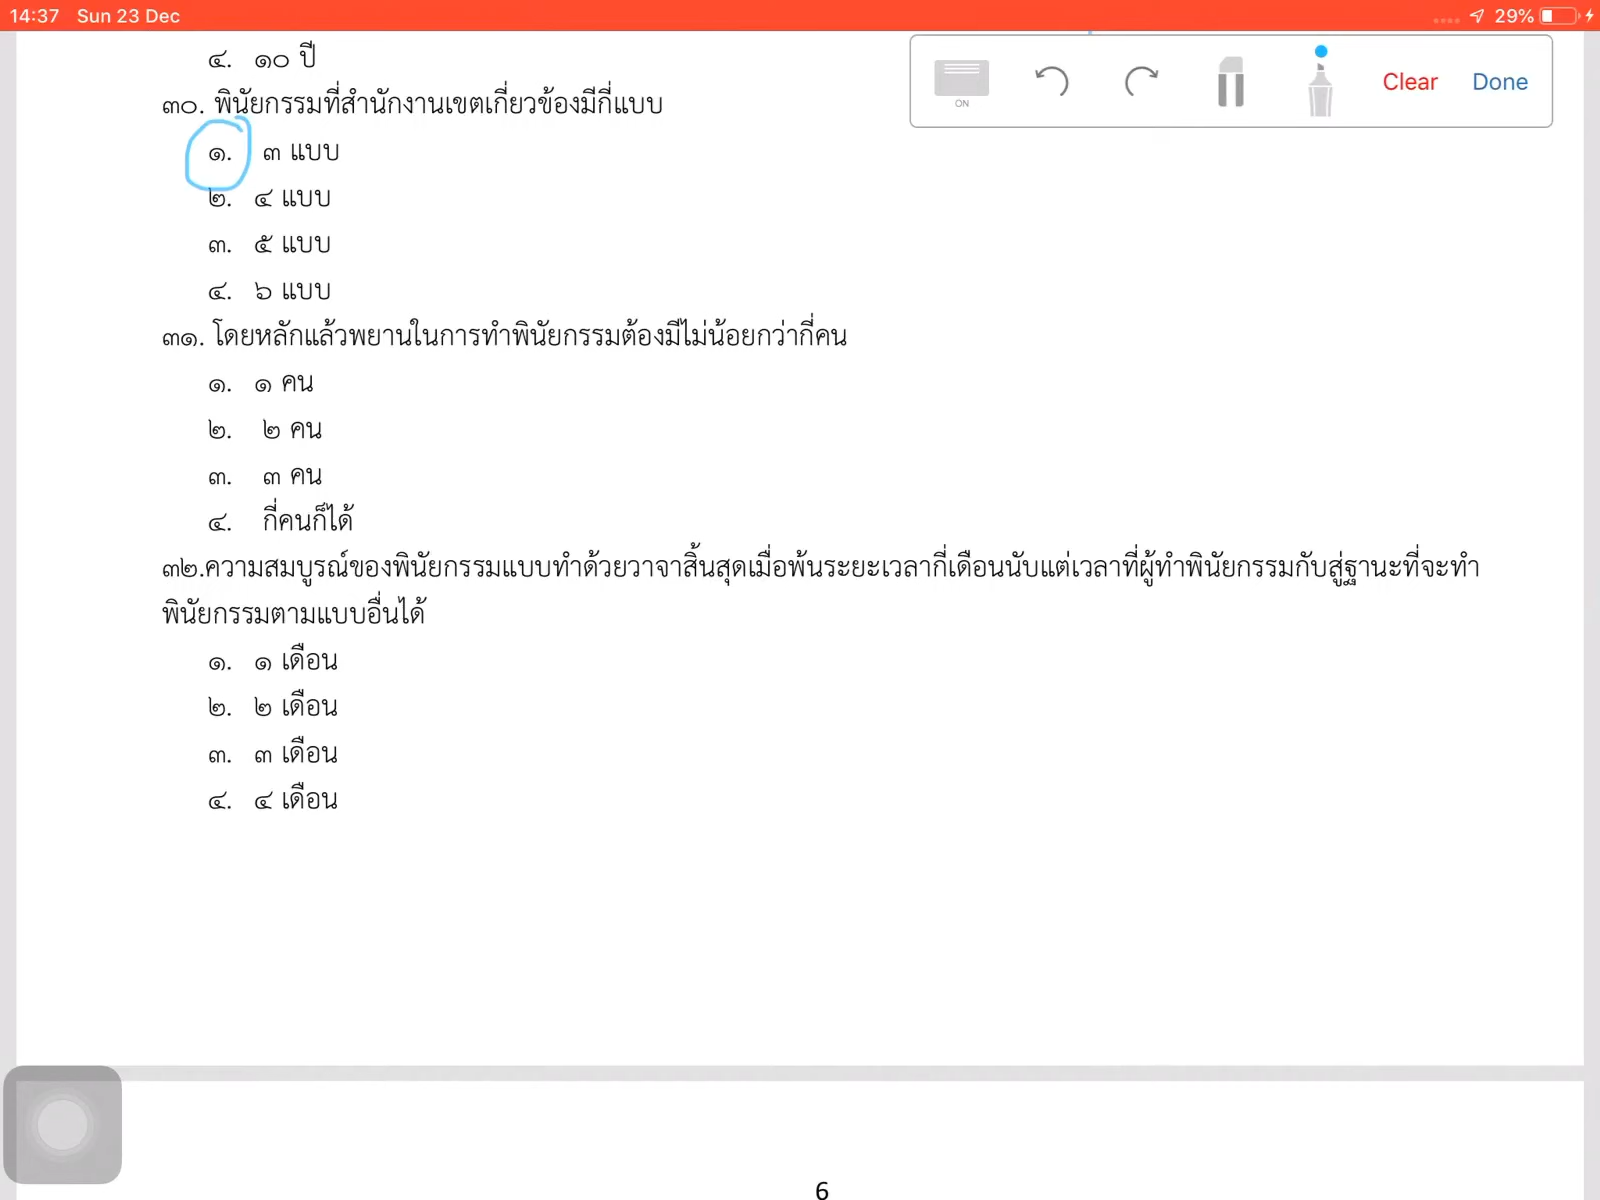 14:37 Sun 23 Dec 29%
๔. ๑๐ ปี
ON Clear Done
๓๐. พินัยกรรมที่สำนักงานเขตเกี่ยวข้องมีกี่แบบ
๑. ๓ แบบ
๒. ๔ แบบ
๓. ๕ แบบ
๔. ๖ แบบ
๓๑. โดยหลักแล้วพยานในการทำพินัยกรรมต้องมีไม่น้อยกว่ากี่คน
๑. ๑ คน
๒. ๒ คน
๓. ๓ คน
๔. กี่คนก็ได้
๓๒.ความสมบูรณ์ของพินัยกรรมแบบทำด้วยวาจาสิ้นสุดเมื่อพ้นระยะเวลากี่เดือนนับแต่เวลาที่ผู้ทำพินัยกรรมกับสู่ฐานะที่จะทำ
พินัยกรรมตามแบบอื่นได้
๑. ๑ เดือน
๒. ๒ เดือน
๓. ๓ เดือน
๔. ๔ เดือน
6